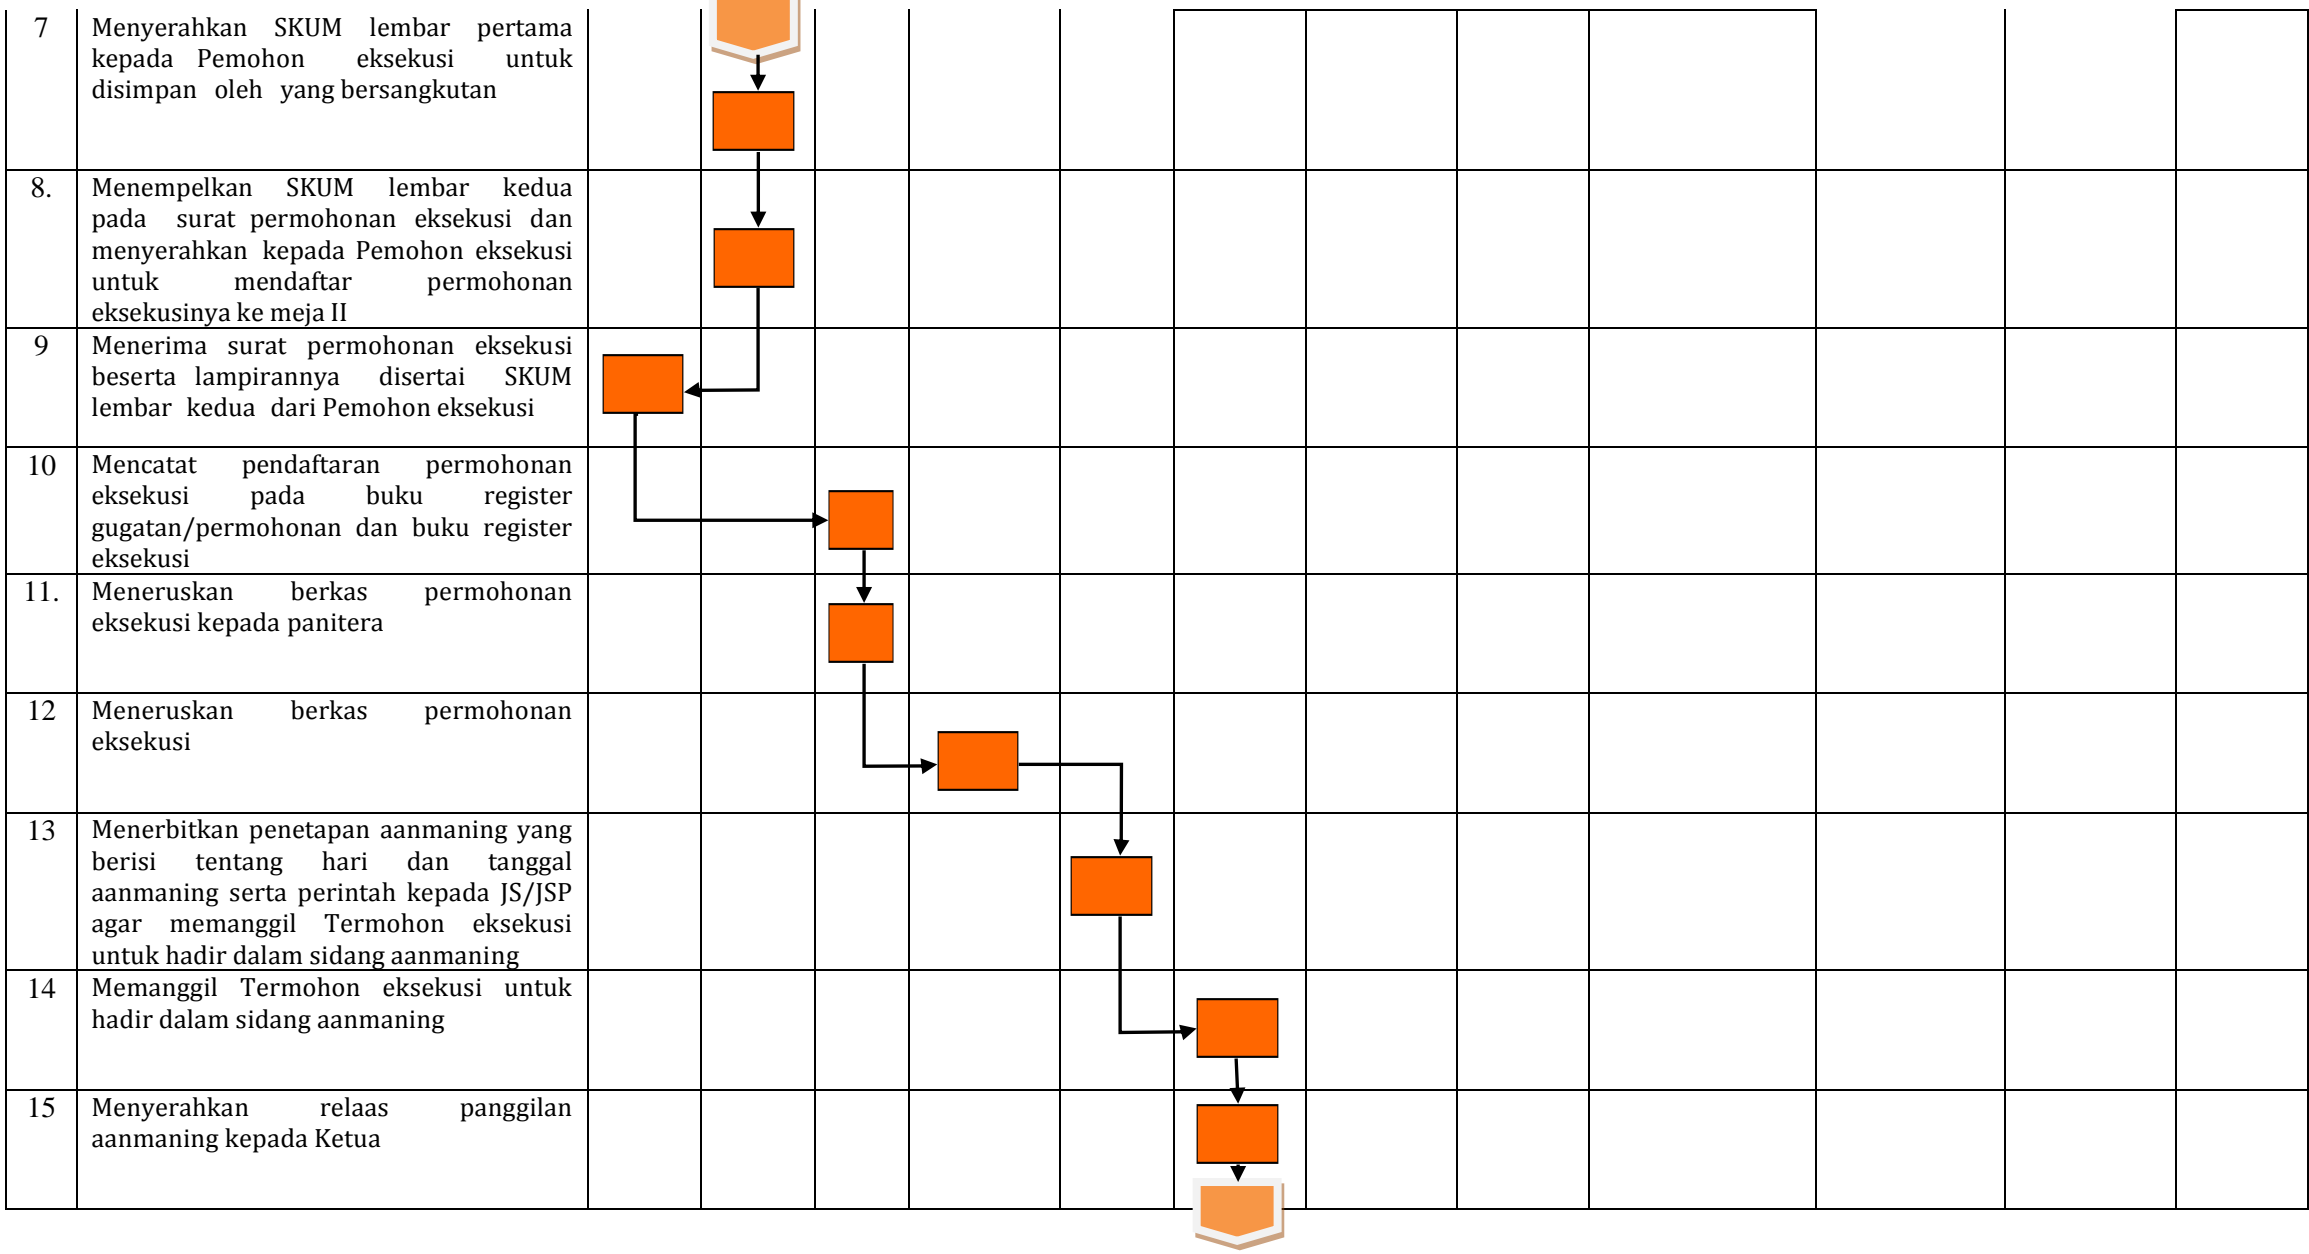 7 Menyerahkan SKUM lembar pertama
kepada Pemohon eksekusi untuk
disimpan oleh yang bersangkutan
8. Menempelkan SKUM lembar kedua
pada surat permohonan eksekusi dan
menyerahkan kepada Pemohon eksekusi
untuk mendaftar permohonan
eksekusinya ke meja II
9 Menerima surat permohonan eksekusi
beserta lampirannya disertai SKUM
lembar kedua dari Pemohon eksekusi
10 Mencatat pendaftaran permohonan
eksekusi pada buku register
gugatan/permohonan dan buku register
eksekusi
11. Meneruskan berkas permohonan
eksekusi kepada panitera
12 Meneruskan berkas permohonan
eksekusi
13 Menerbitkan penetapan aanmaning yang
berisi tentang hari dan tanggal
aanmaning serta perintah kepada JS/JSP
agar memanggil Termohon eksekusi
untuk hadir dalam sidang aanmaning
14 Memanggil Termohon eksekusi untuk
hadir dalam sidang aanmaning
15 Menyerahkan relaas panggilan
aanmaning kepada Ketua